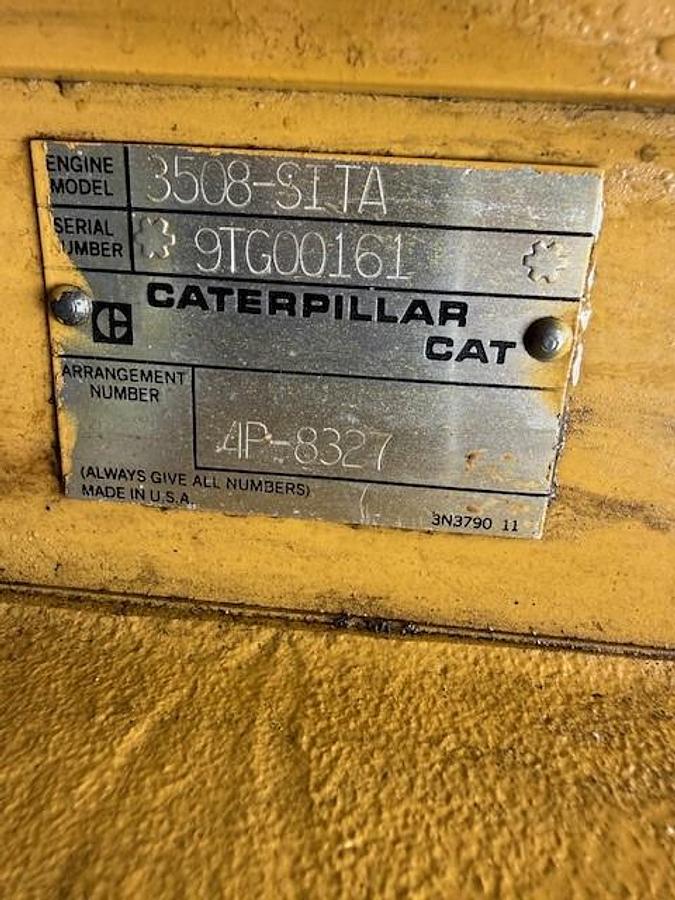 ENGINE MODEL 3508-SITA
SERIAL NUMBER 9TG00161
CATERPILLAR
CAT
ARRANGEMENT NUMBER
4P-8327
(ALWAYS GIVE ALL NUMBERS)
MADE IN U.S.A.
3N3790 11